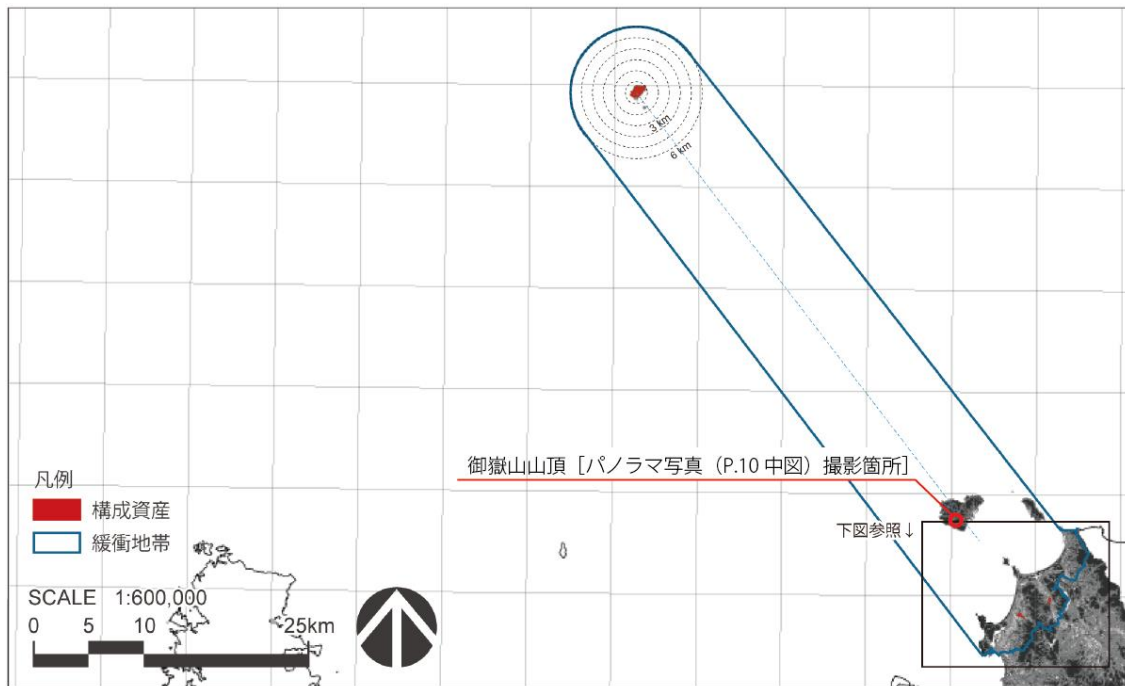 3 km
6 km
御嶽山山頂［パノラマ写真（P.10 中図）撮影箇所］
下図参照↓
凡例
構成資産
緩衝地帯
SCALE 1:600,000
0 5 10 25km